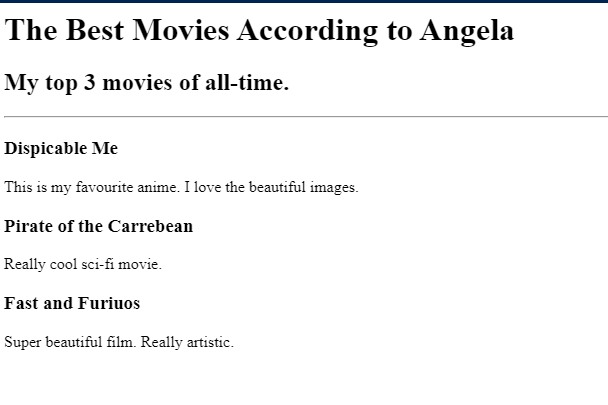 The Best Movies According to Angela
My top 3 movies of all-time.
Dispicable Me
This is my favourite anime. I love the beautiful images.
Pirate of the Carrebean
Really cool sci-fi movie.
Fast and Furiuos
Super beautiful film. Really artistic.